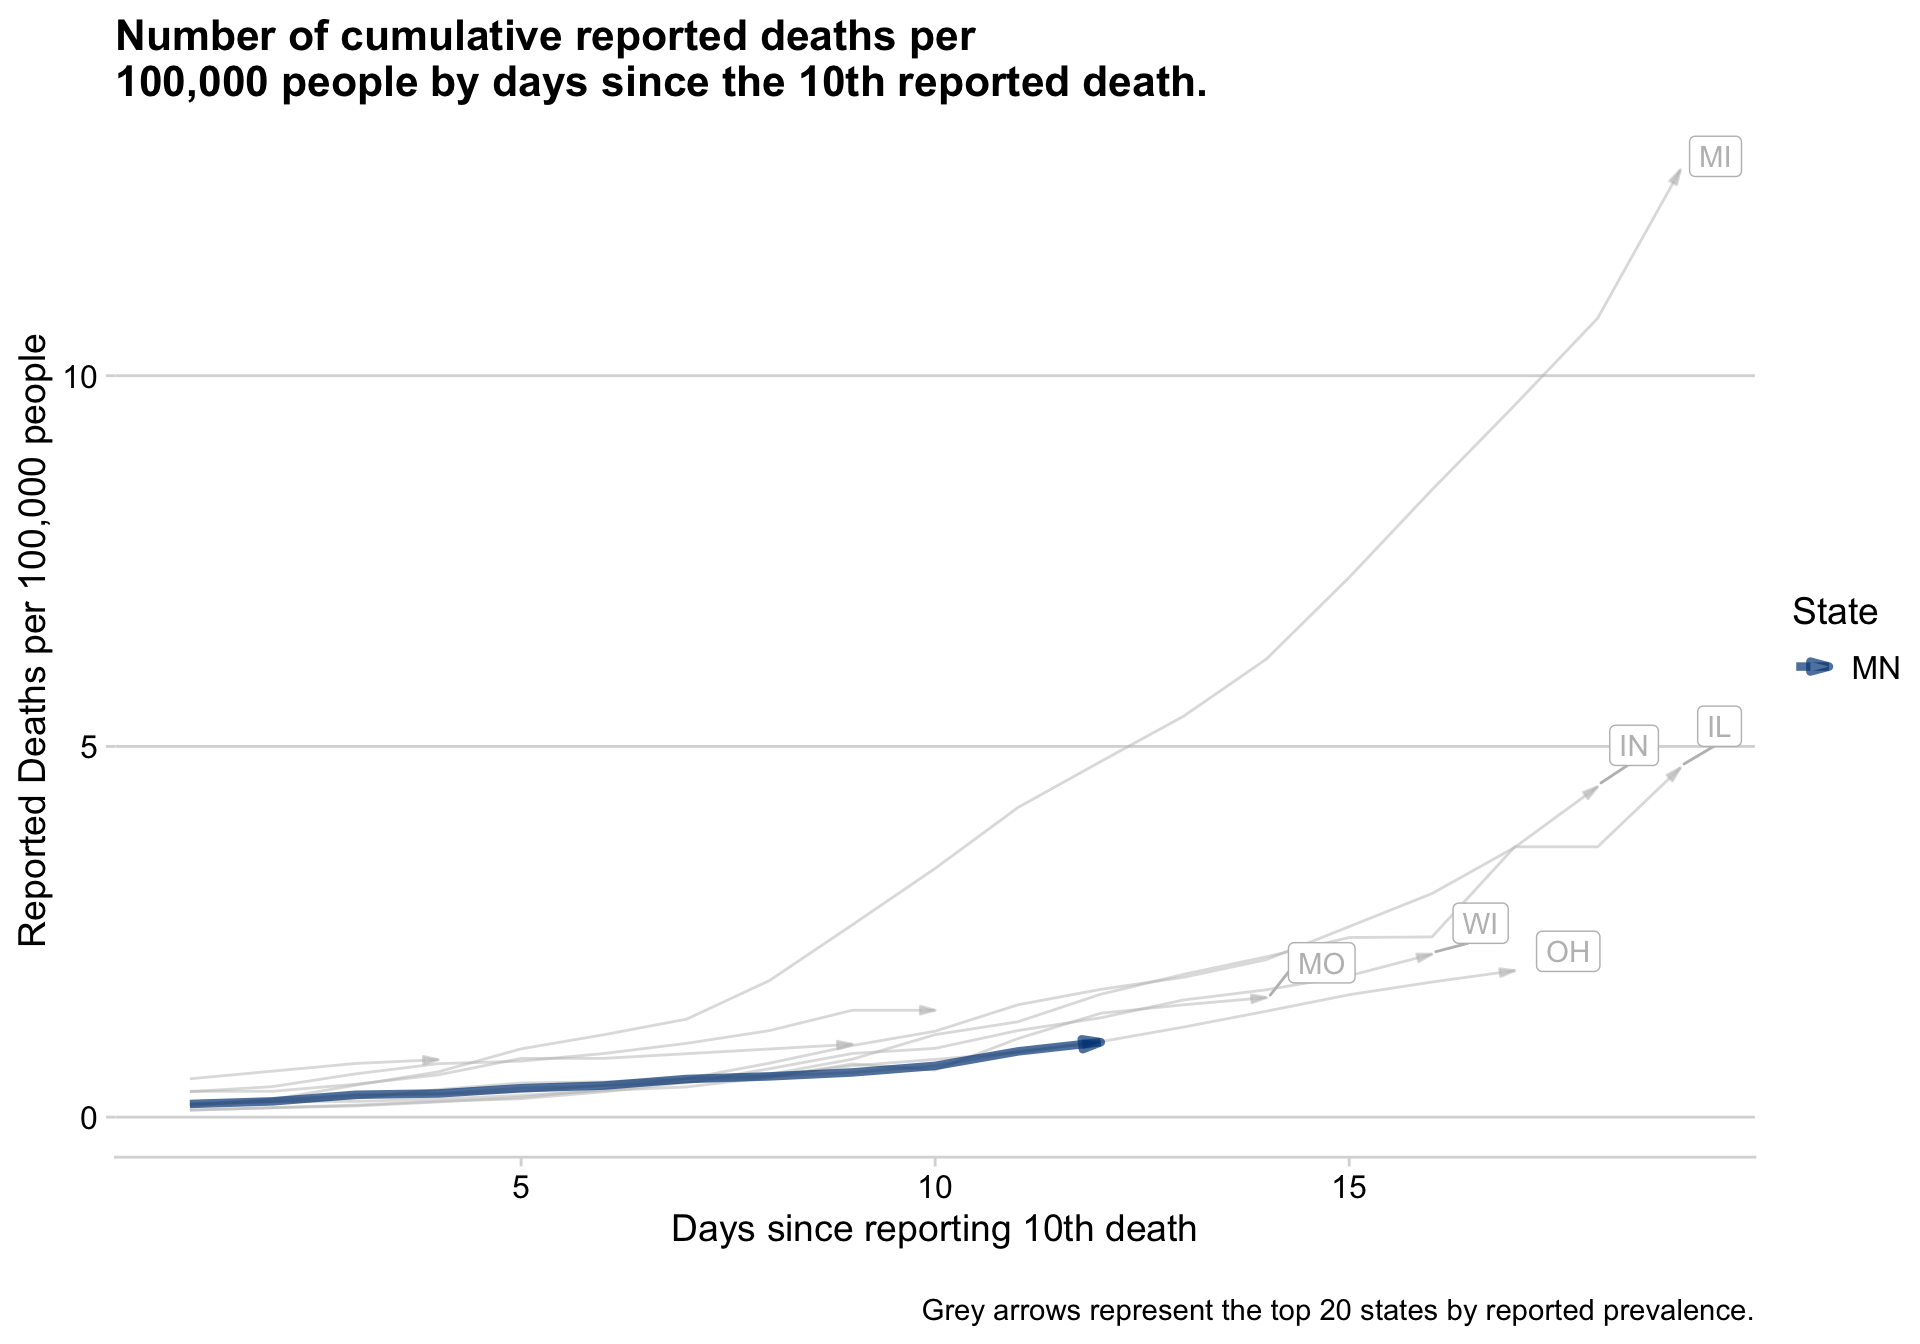 Number of cumulative reported deaths per
100,000 people by days since the 10th reported death.
MI
10
Reported Deaths per 100,000 people
State
MN
IL
IN
5
WI
OH
MO
0
5
10
15
Days since reporting 10th death
Grey arrows represent the top 20 states by reported prevalence.